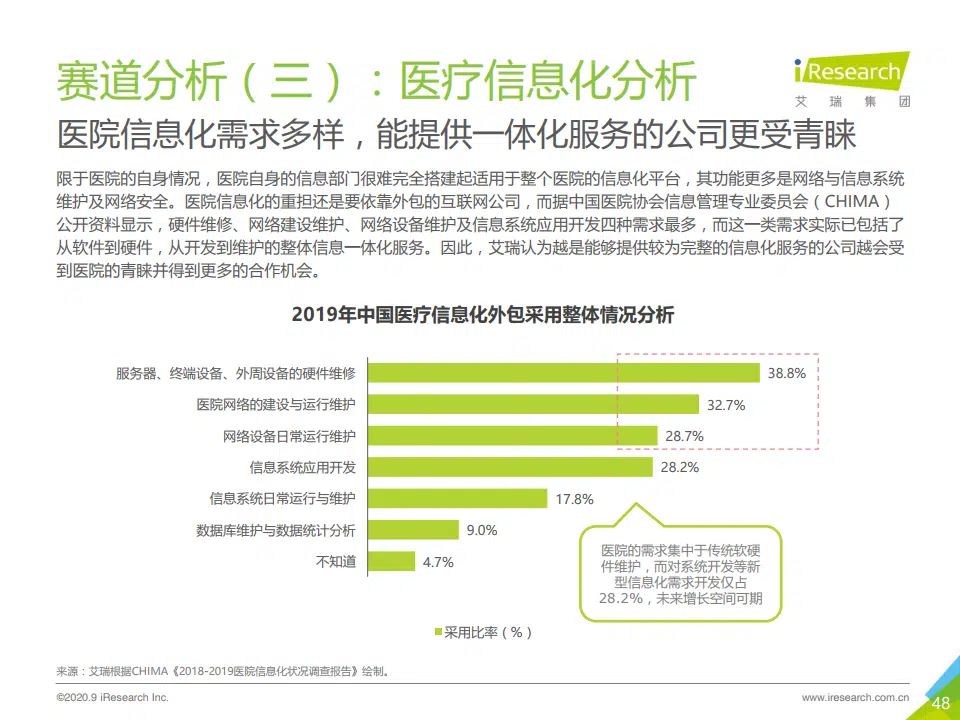 赛道分析（三）：医疗信息化分析
iResearch
艾瑞集团
医院信息化需求多样，能提供一体化服务的公司更受青睐
限于医院的自身情况，医院自身的信息部门很难完全搭建起适用于整个医院的信息化平台，其功能更多是网络与信息系统
维护及网络安全。医院信息化的重担还是要依靠外包的互联网公司，而据中国医院协会信息管理专业委员会（CHIMA）
公开资料显示，硬件维修、网络建设维护、网络设备维护及信息系统应用开发四种需求最多，而这一类需求实际已包括了
从软件到硬件，从开发到维护的整体信息一体化服务。因此，艾瑞认为越是能够提供较为完整的信息化服务的公司越会受
到医院的青睐并得到更多的合作机会。
2019年中国医疗信息化外包采用整体情况分析
服务器、终端设备、外周设备的硬件维修 38.8%
医院网络的建设与运行维护 32.7%
网络设备日常运行维护 28.7%
信息系统应用开发 28.2%
信息系统日常运行与维护 17.8%
数据库维护与数据统计分析 9.0%
不知道 4.7%
医院的需求集中于传统软硬
件维护，而对系统开发等新
型信息化需求开发仅占
28.2%，未来增长空间可期
采用比率（%）
来源：艾瑞根据CHIMA《2018-2019医院信息化状况调查报告》绘制。
©2020.9 iResearch Inc.
www.iresearch.com.cn
48